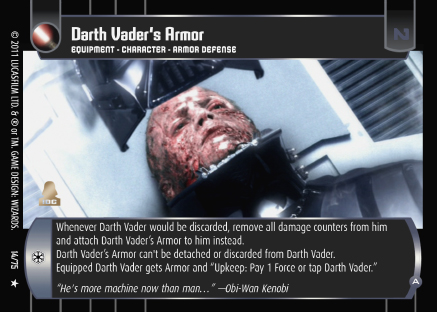 Darth Vader's Armor
EQUIPMENT - CHARACTER - ARMOR DEFENSE
N
© 2011 LUCASFILM LTD. & ® or TM. GAME DESIGN: WIZARDS.
14/75
Whenever Darth Vader would be discarded, remove all damage counters from him
and attach Darth Vader's Armor to him instead.
Darth Vader's Armor can't be detached or discarded from Darth Vader.
Equipped Darth Vader gets Armor and "Upkeep: Pay 1 Force or tap Darth Vader."
"He's more machine now than man..." —Obi-Wan Kenobi
A